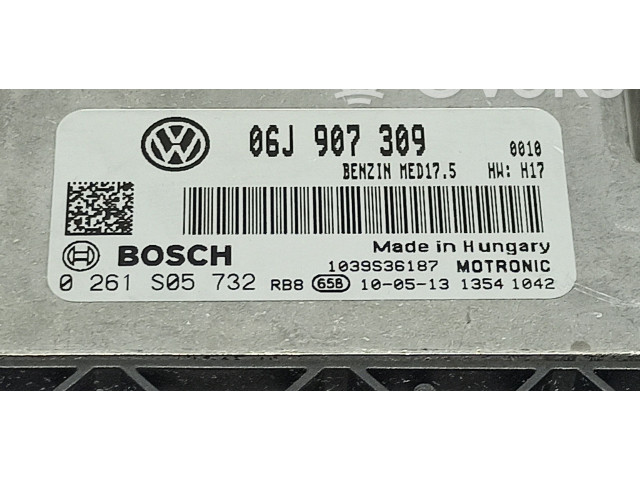 06J 907 309 0010
BENZIN MED17.5 HW: H17
BOSCH Made in Hungary
1039S36187 MOTRONIC
0 261 S05 732 RB8 658 10-05-13 1354 1042